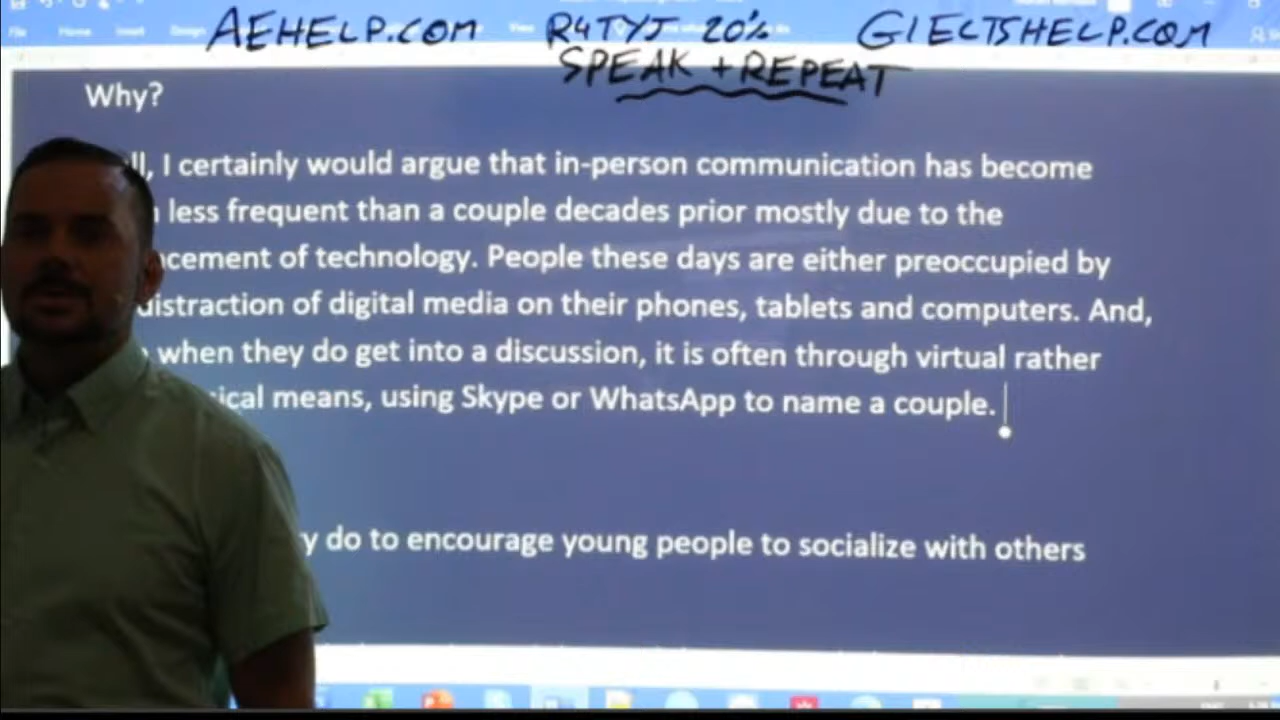 AEHELP.COM R4TYJ 20% GIELTSHELP.COM
SPEAK + REPEAT
Why?
I certainly would argue that in-person communication has become
less frequent than a couple decades prior mostly due to the
of technology. People these days are either preoccupied by
distraction of digital media on their phones, tablets and computers. And,
when they do get into a discussion, it is often through virtual rather
means, using Skype or WhatsApp to name a couple.
do to encourage young people to socialize with others